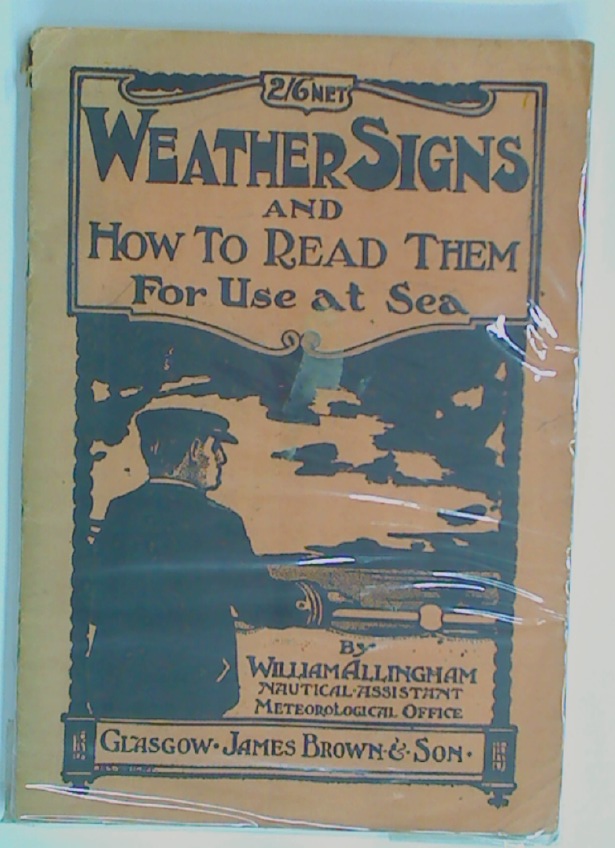 2/6 NET
WEATHER SIGNS
AND
HOW TO READ THEM
For Use at Sea
BY
WILLIAM ALLINGHAM
NAUTICAL·ASSISTANT
METEOROLOGICAL OFFICE
GLASGOW·JAMES BROWN·&·SON·